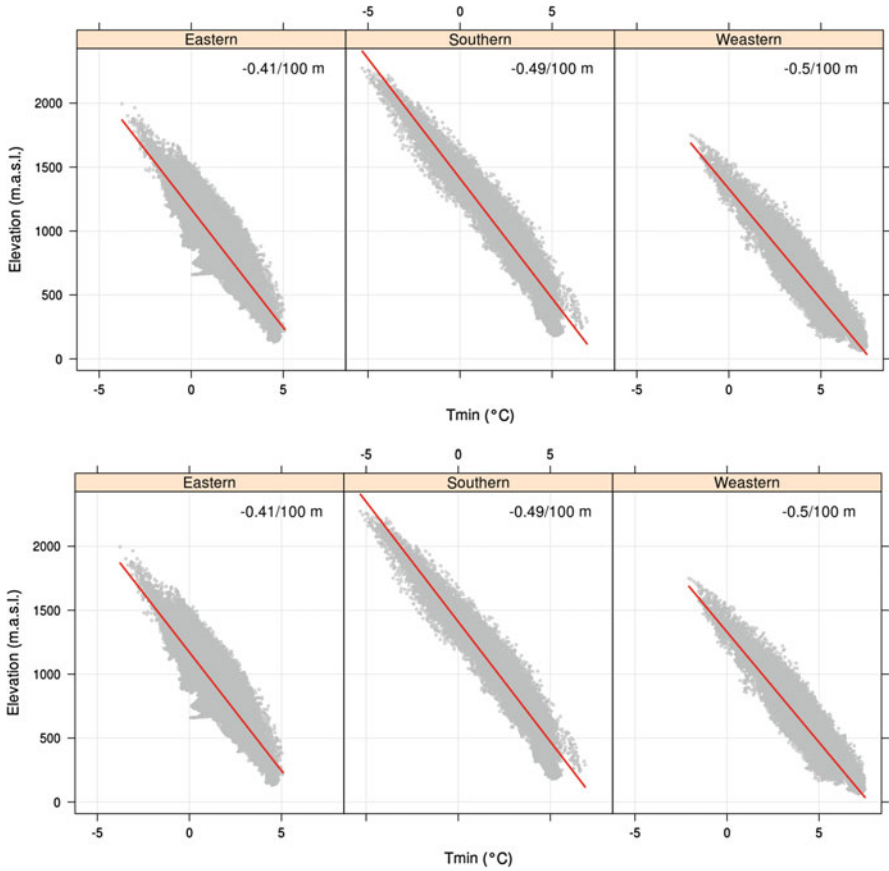 -5 0 5
Eastern Southern Weastern
-0.41/100 m -0.49/100 m -0.5/100 m
2000
1500
1000
500
0
Elevation (m.a.s.l.)
-5 0 5 -5 0 5
Tmin (°C)
-5 0 5
Eastern Southern Weastern
-0.41/100 m -0.49/100 m -0.5/100 m
2000
1500
1000
500
0
Elevation (m.a.s.l.)
-5 0 5 -5 0 5
Tmin (°C)